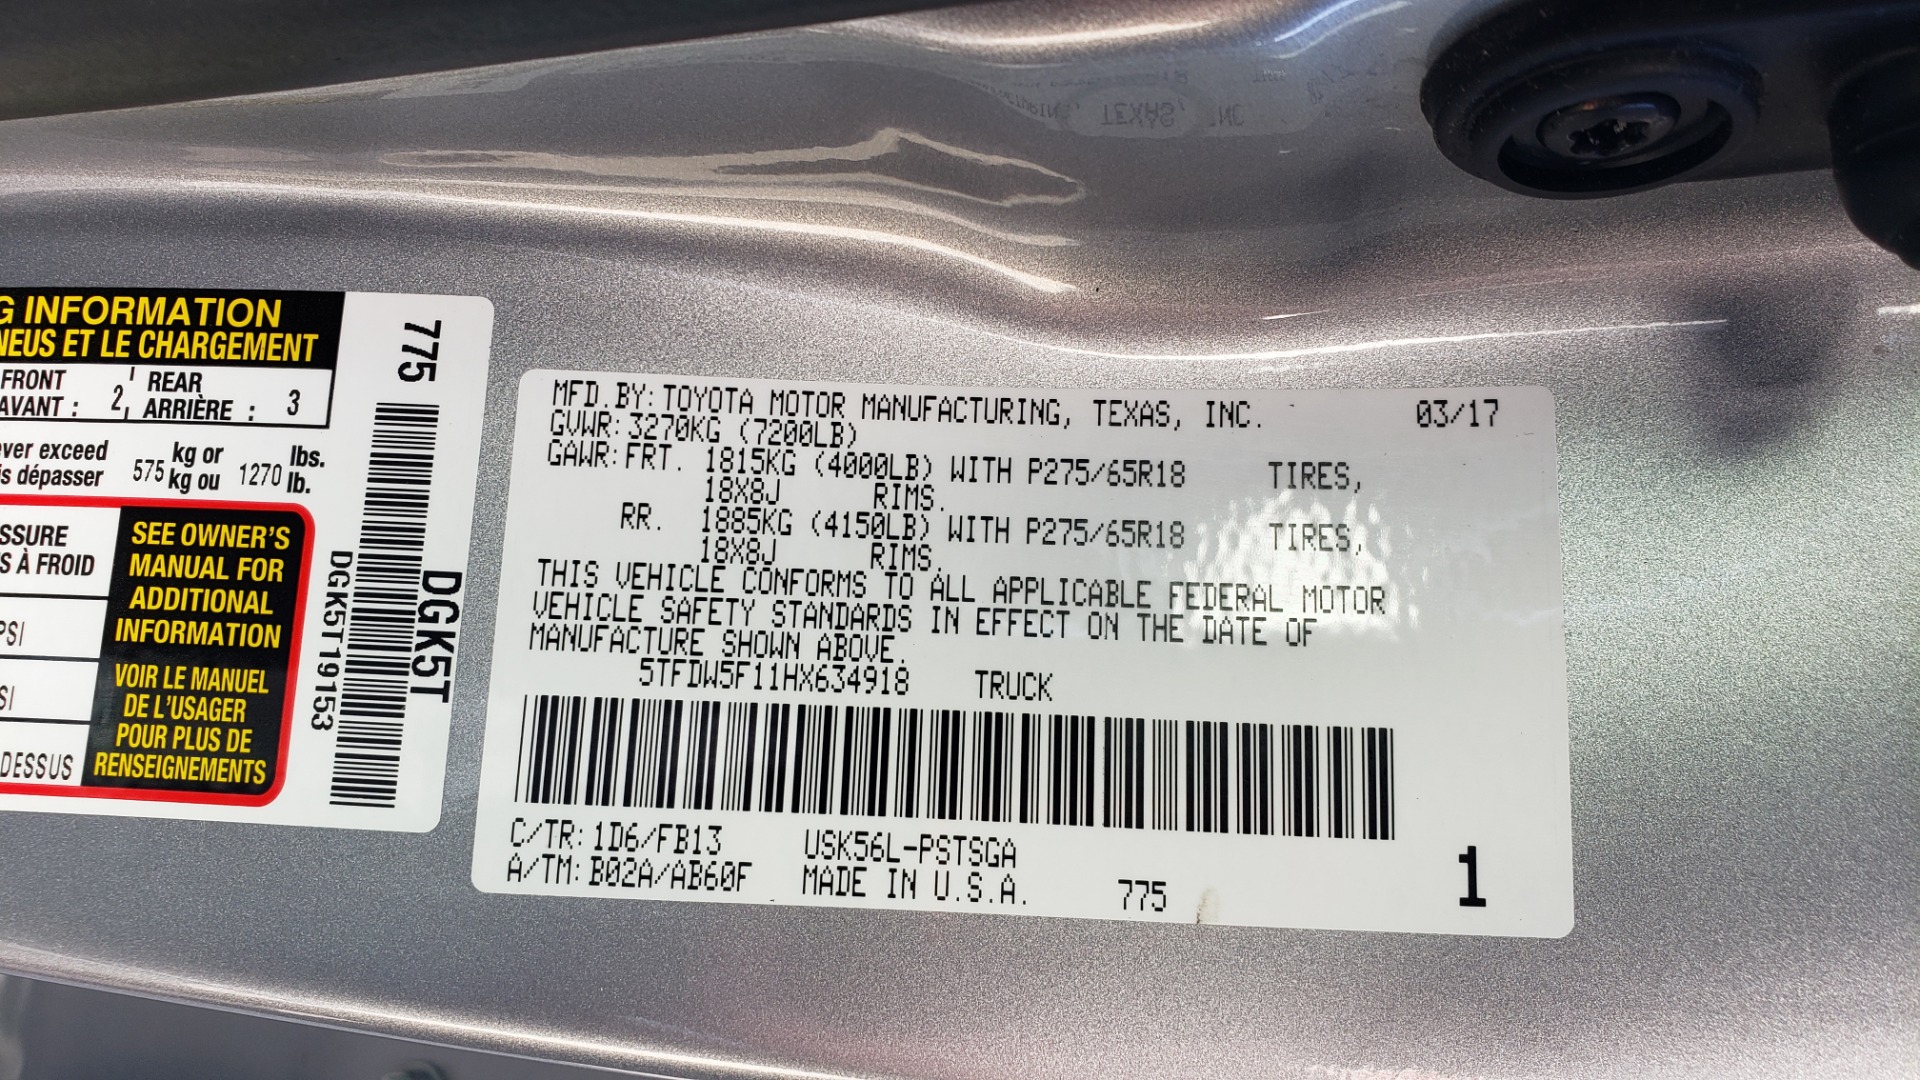 G INFORMATION
NEUS ET LE CHARGEMENT
FRONT 2, REAR 3
AVANT : ARRIÈRE :
ver exceed kg or lbs.
is dépasser 575 kg ou 1270 lb.
SSURE
S À FROID
PSI
SI
DESSUS
SEE OWNER'S
MANUAL FOR
ADDITIONAL
INFORMATION
VOIR LE MANUEL
DE L'USAGER
POUR PLUS DE
RENSEIGNEMENTS
775
DGK5T19153
DGK5T
MFD.BY:TOYOTA MOTOR MANUFACTURING, TEXAS, INC. 03/17
GVWR:3270KG (7200LB)
GAWR:FRT. 1815KG (4000LB) WITH P275/65R18 TIRES,
18X8J RIMS.
RR. 1885KG (4150LB) WITH P275/65R18 TIRES,
18X8J RIMS.
THIS VEHICLE CONFORMS TO ALL APPLICABLE FEDERAL MOTOR
VEHICLE SAFETY STANDARDS IN EFFECT ON THE DATE OF
MANUFACTURE SHOWN ABOVE.
5TFDW5F11HX634918 TRUCK
C/TR:1D6/FB13 USK56L-PSTSGA
A/TM:B02A/AB60F MADE IN U.S.A. 775
1